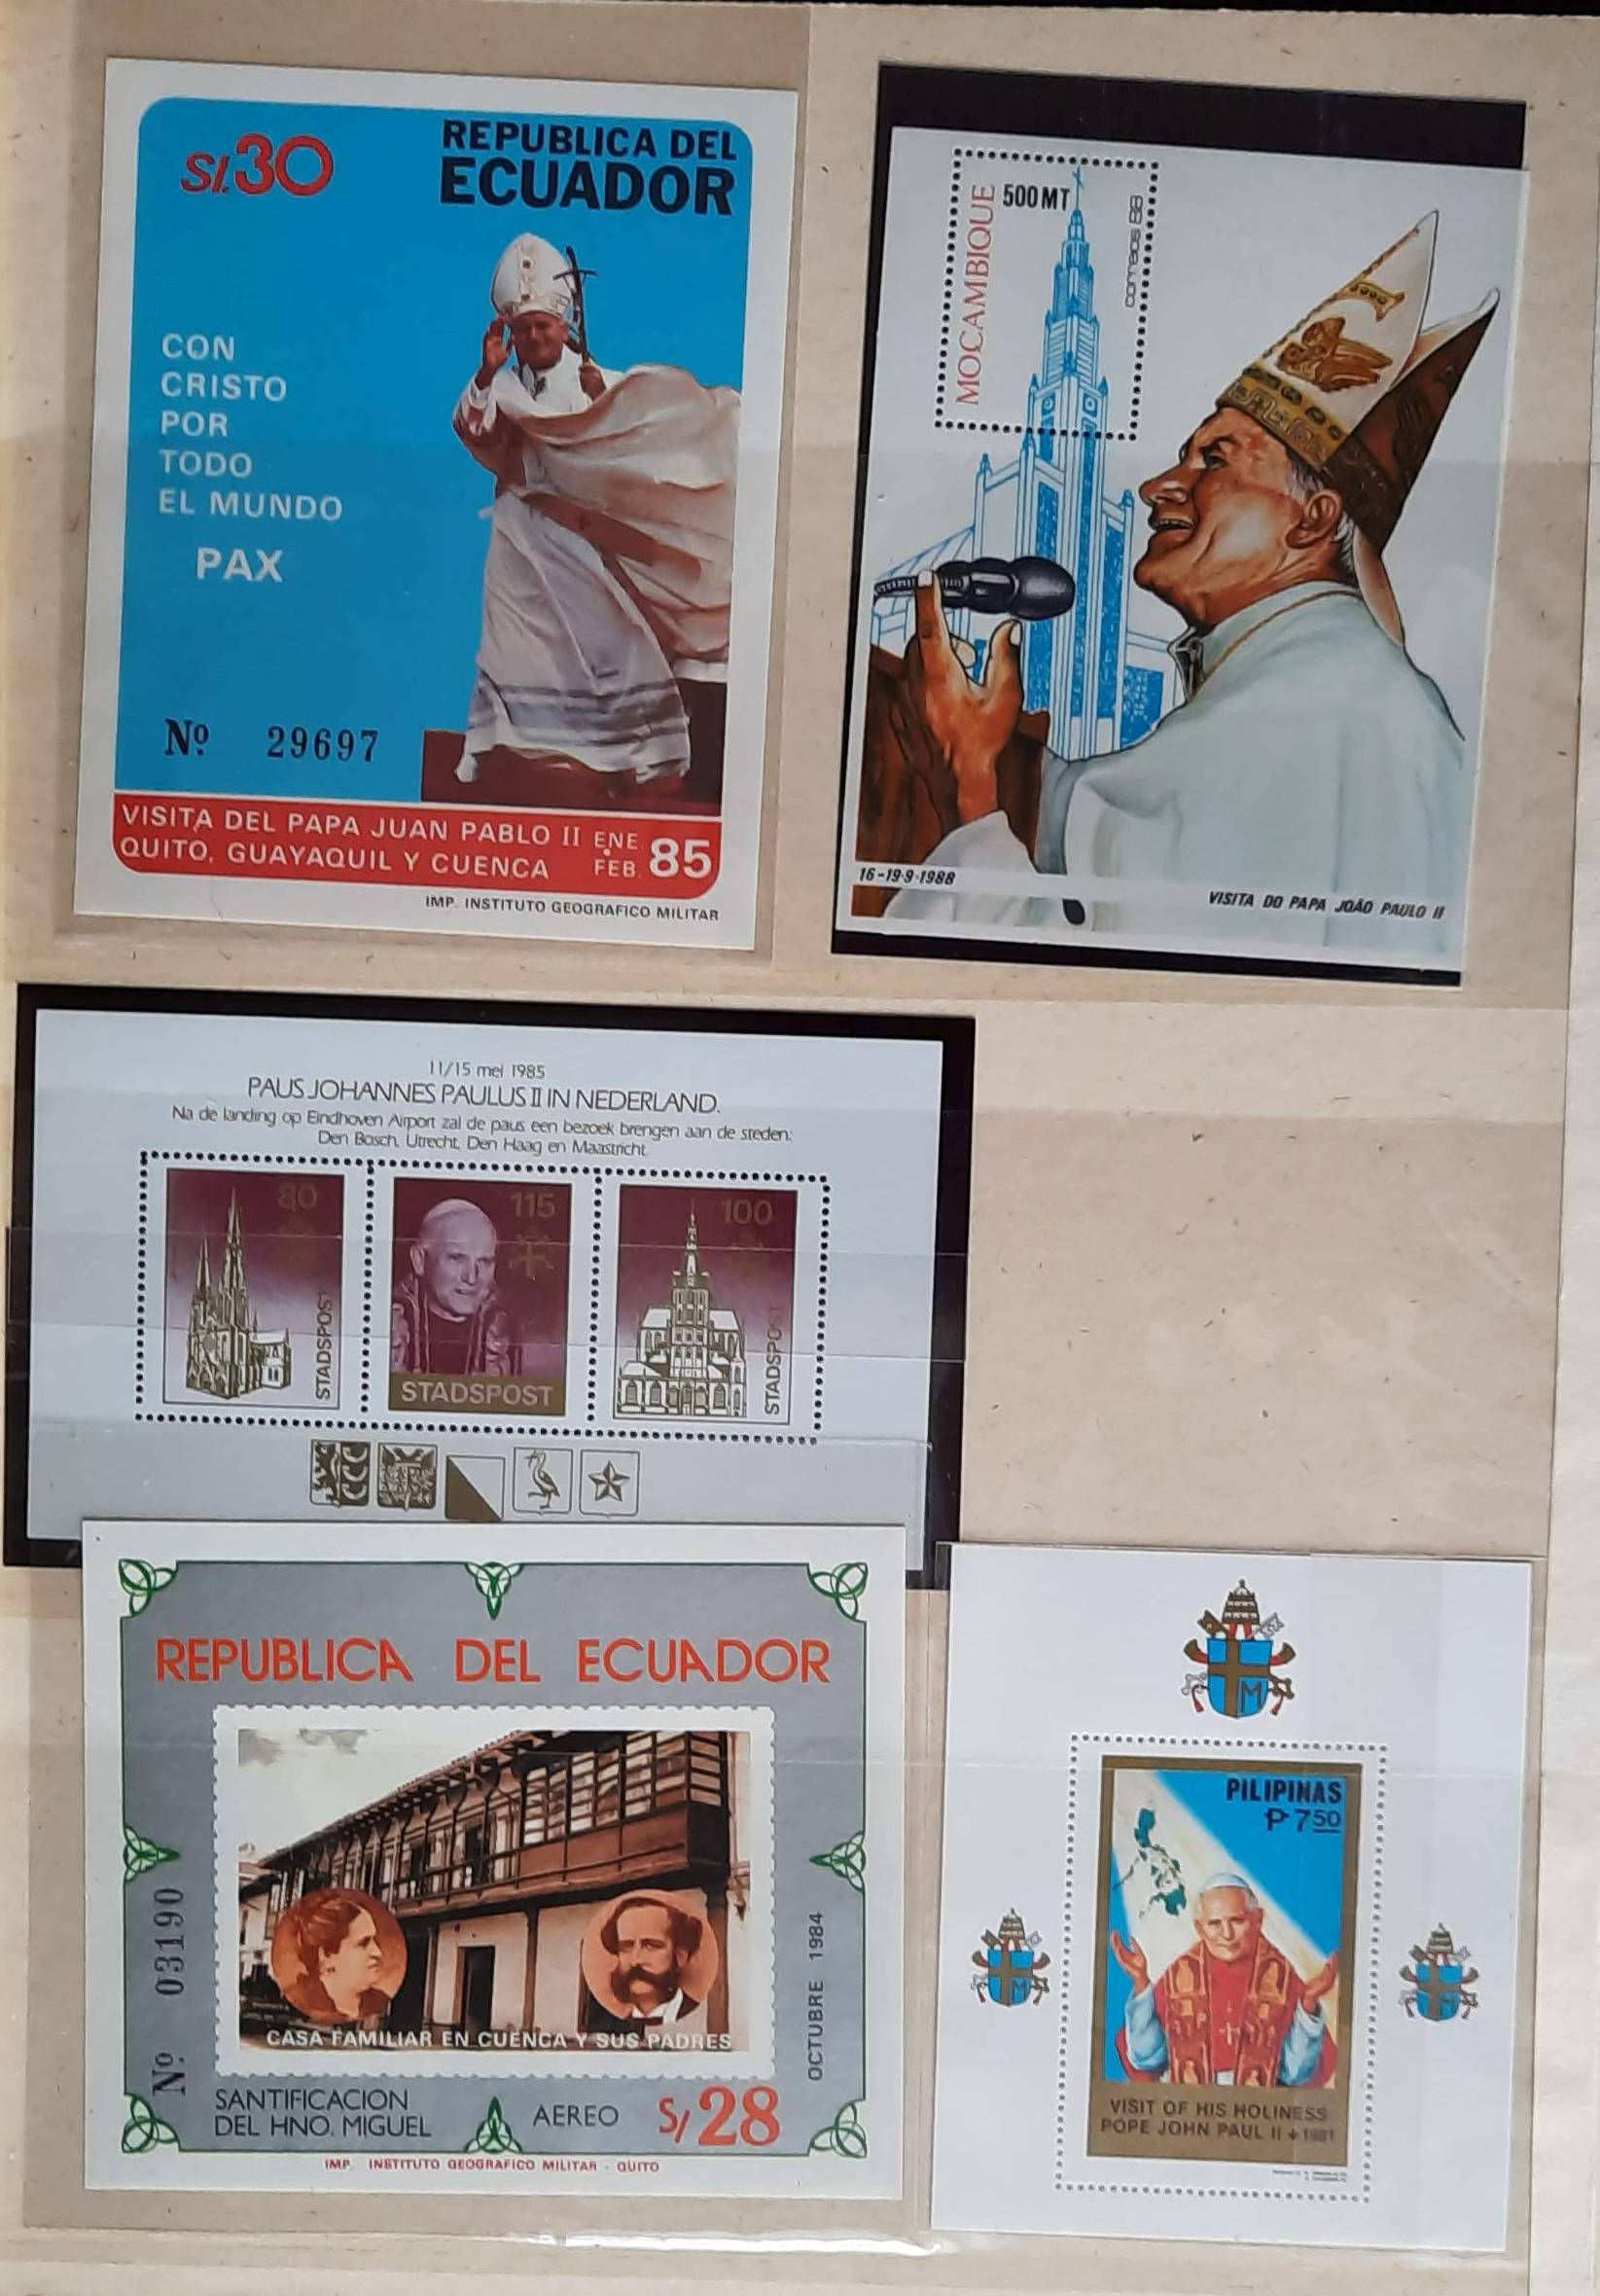 S/.30
REPUBLICA DEL
ECUADOR
CON
CRISTO
POR
TODO
EL MUNDO
PAX
Nº 29697
VISITA DEL PAPA JUAN PABLO II ENE.
QUITO, GUAYAQUIL Y CUENCA FEB. 85
IMP. INSTITUTO GEOGRAFICO MILITAR
MOÇAMBIQUE
500 MT
correios 88
16-19-9-1988
VISITA DO PAPA JOÃO PAULO II
11/15 mei 1985
PAUS JOHANNES PAULUS II IN NEDERLAND.
Na de landing op Eindhoven Airport zal de paus een bezoek brengen aan de steden:
Den Bosch, Utrecht, Den Haag en Maastricht
80
STADSPOST
115
STADSPOST
100
STADSPOST
REPUBLICA DEL ECUADOR
Nº 03190
CASA FAMILIAR EN CUENCA Y SUS PADRES
OCTUBRE 1984
SANTIFICACION
DEL HNO. MIGUEL
AEREO
S/28
IMP. INSTITUTO GEOGRAFICO MILITAR - QUITO
M
M
M
PILIPINAS
P 7 50
VISIT OF HIS HOLINESS
POPE JOHN PAUL II + 1981